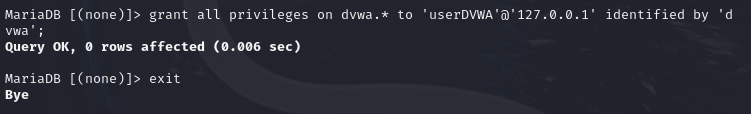 MariaDB [(none)]> grant all privileges on dvwa.* to 'userDVWA'@'127.0.0.1' identified by 'd
vwa';
Query OK, 0 rows affected (0.006 sec)
MariaDB [(none)]> exit
Bye